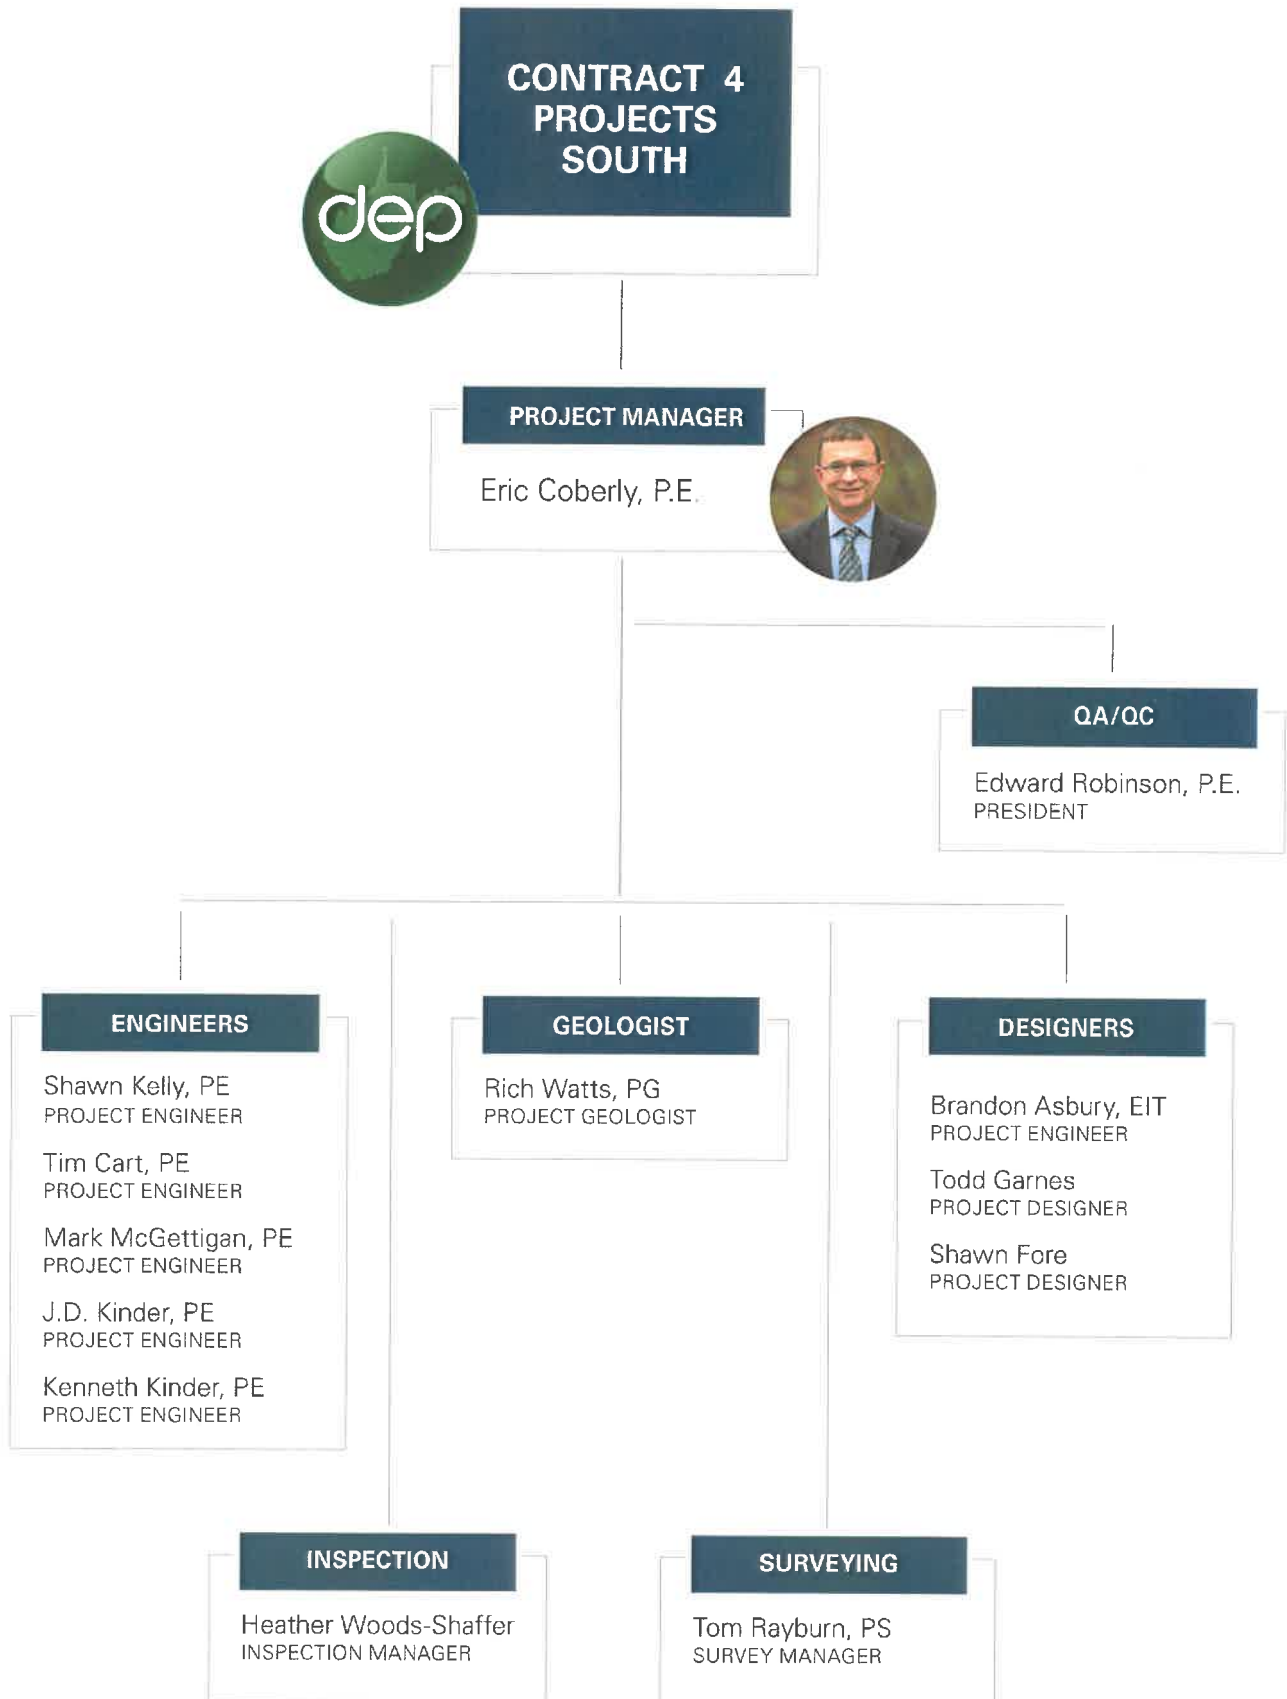 CONTRACT 4
PROJECTS
SOUTH
dep
PROJECT MANAGER
Eric Coberly, P.E.
QA/QC
Edward Robinson, P.E.
PRESIDENT
ENGINEERS
Shawn Kelly, PE
PROJECT ENGINEER
Tim Cart, PE
PROJECT ENGINEER
Mark McGettigan, PE
PROJECT ENGINEER
J.D. Kinder, PE
PROJECT ENGINEER
Kenneth Kinder, PE
PROJECT ENGINEER
GEOLOGIST
Rich Watts, PG
PROJECT GEOLOGIST
DESIGNERS
Brandon Asbury, EIT
PROJECT ENGINEER
Todd Garnes
PROJECT DESIGNER
Shawn Fore
PROJECT DESIGNER
INSPECTION
Heather Woods-Shaffer
INSPECTION MANAGER
SURVEYING
Tom Rayburn, PS
SURVEY MANAGER